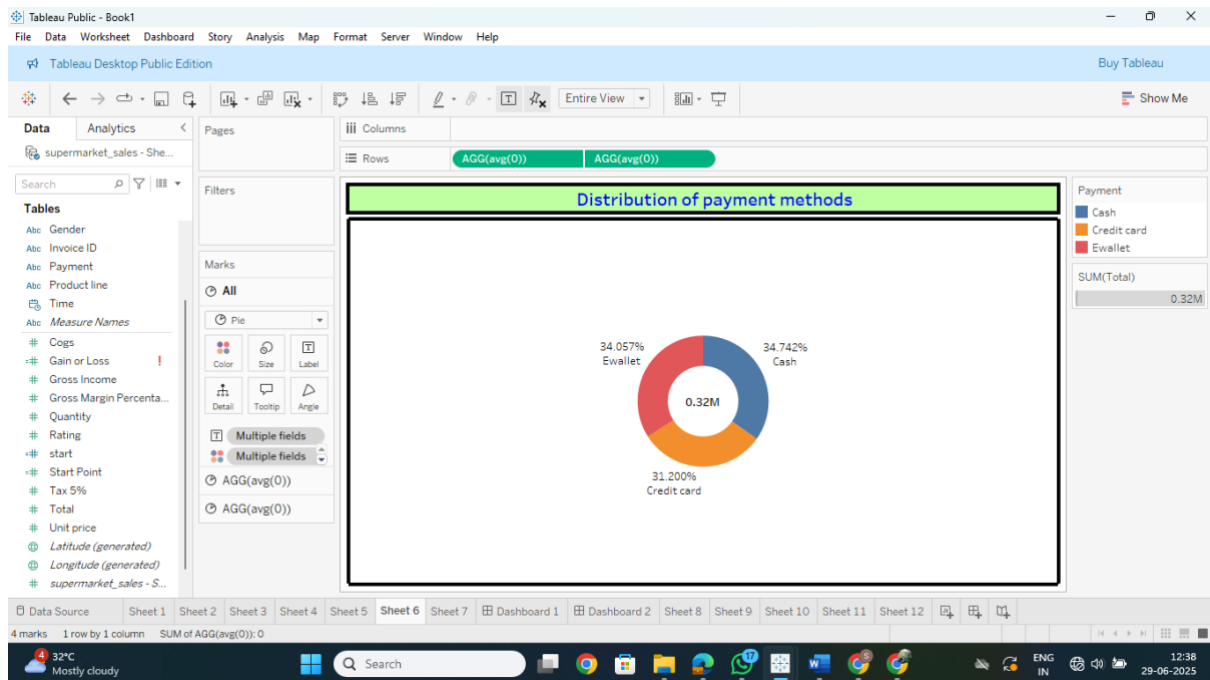 Tableau Public - Book1
File Data Worksheet Dashboard Story Analysis Map Format Server Window Help
Tableau Desktop Public Edition
Buy Tableau
Entire View
Show Me
Data Analytics
supermarket_sales - She...
Search
Tables
Abc Gender
Abc Invoice ID
Abc Payment
Abc Product line
Time
Abc Measure Names
# Cogs
=# Gain or Loss !
# Gross Income
# Gross Margin Percenta...
# Quantity
# Rating
=# start
=# Start Point
# Tax 5%
# Total
# Unit price
Latitude (generated)
Longitude (generated)
# supermarket_sales - S...
Pages
Filters
Marks
All
Pie
Color Size Label
Detail Tooltip Angle
T Multiple fields
Multiple fields
AGG(avg(0))
AGG(avg(0))
iii Columns
Rows
AGG(avg(0)) AGG(avg(0))
Distribution of payment methods
34.057%
Ewallet
34.742%
Cash
0.32M
31.200%
Credit card
Payment
Cash
Credit card
Ewallet
SUM(Total)
0.32M
Data Source Sheet 1 Sheet 2 Sheet 3 Sheet 4 Sheet 5 Sheet 6 Sheet 7 Dashboard 1 Dashboard 2 Sheet 8 Sheet 9 Sheet 10 Sheet 11 Sheet 12
4 marks 1 row by 1 column SUM of AGG(avg(0)): 0
4
32°C
Mostly cloudy
Search
17
ENG
IN
12:38
29-06-2025